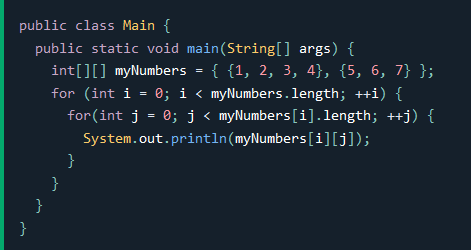 public class Main {
  public static void main(String[] args) {
    int[][] myNumbers = { {1, 2, 3, 4}, {5, 6, 7} };
    for (int i = 0; i < myNumbers.length; ++i) {
      for(int j = 0; j < myNumbers[i].length; ++j) {
        System.out.println(myNumbers[i][j]);
      }
    }
  }
}